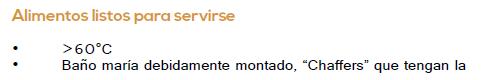 Alimentos listos para servirse
• >60°C
• Baño maría debidamente montado, “Chaffers” que tengan la